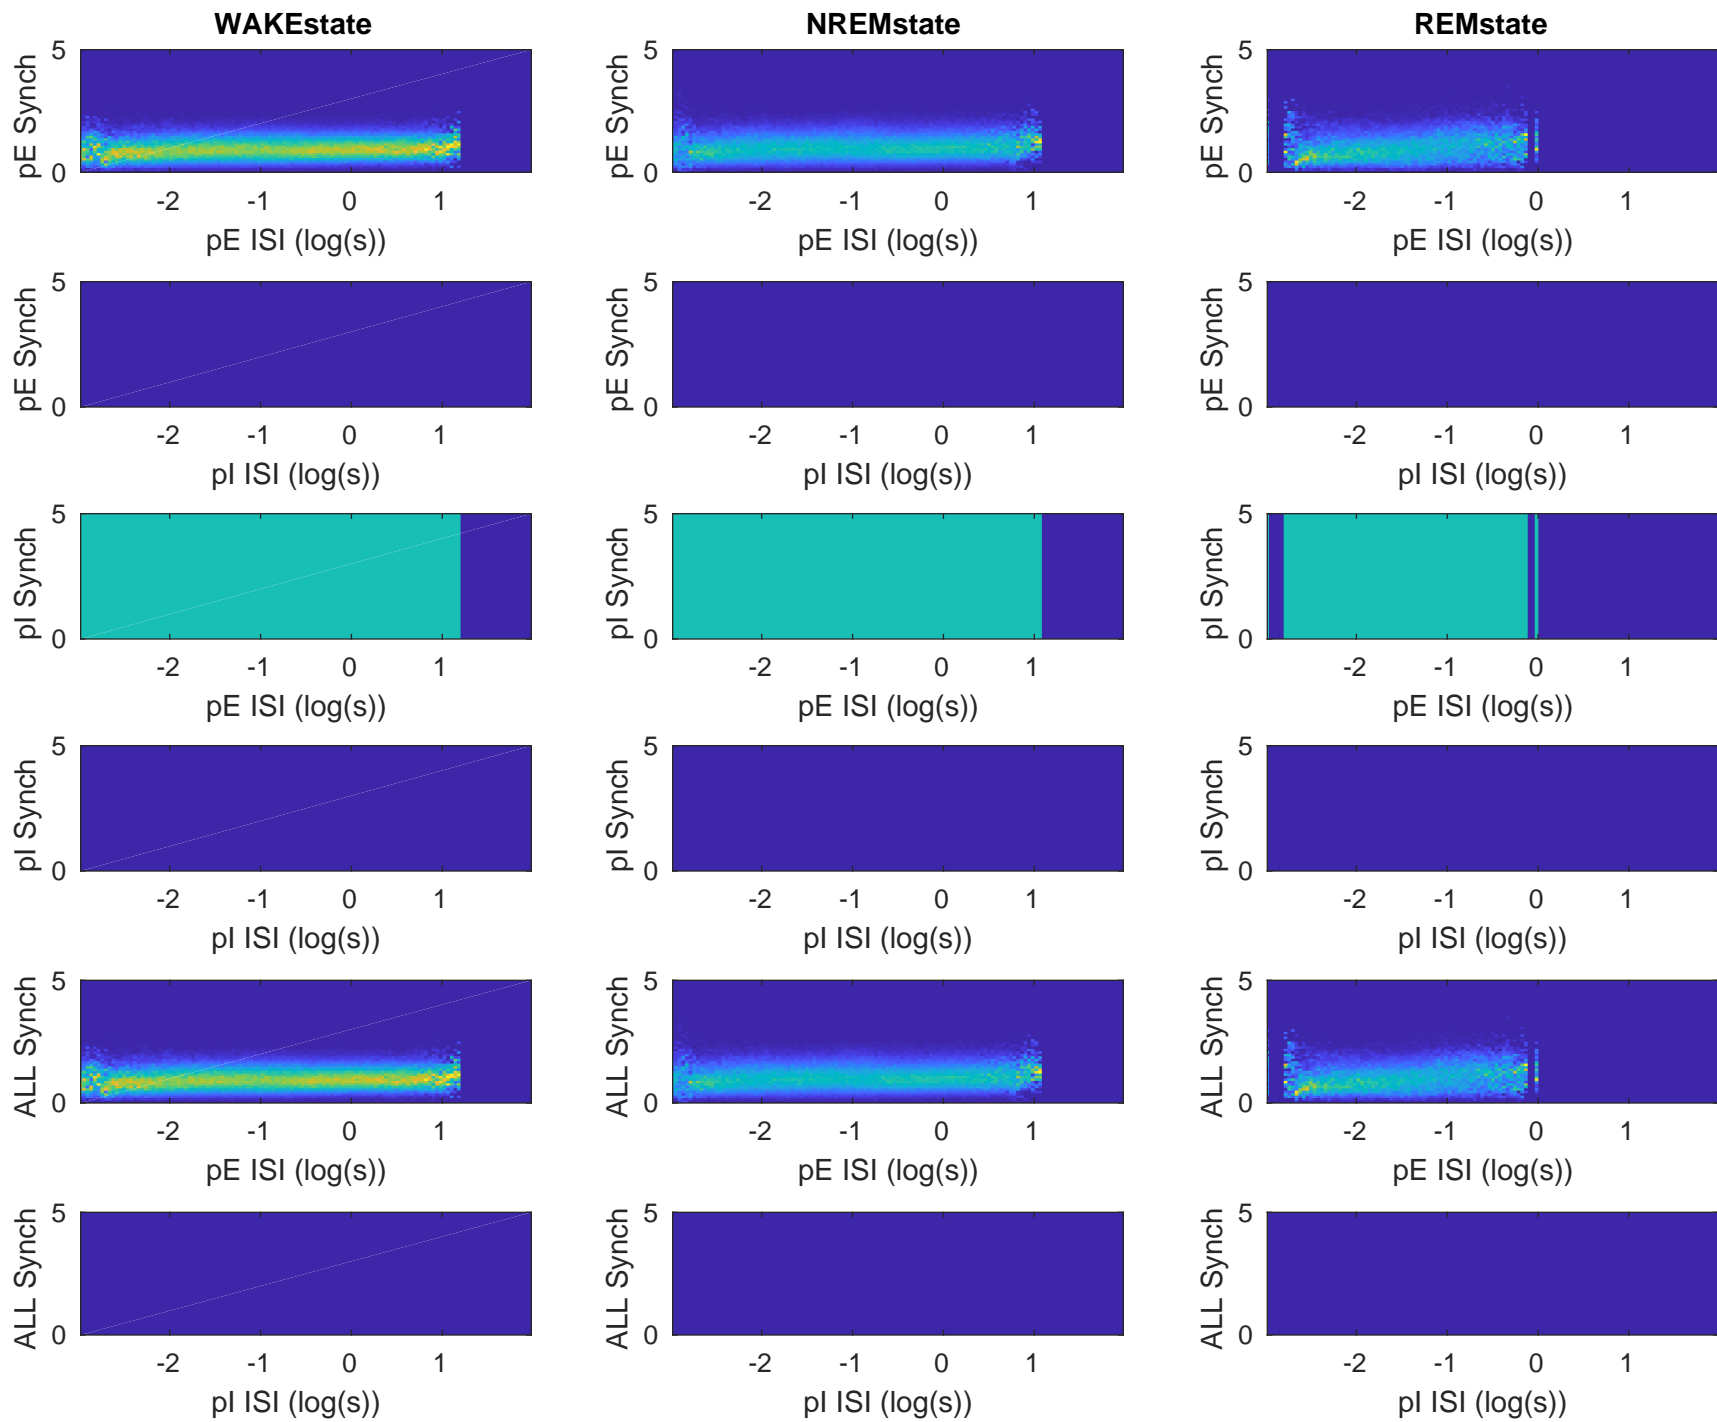 WAKEstate NREMstate REMstate
5 5 5
pE Synch pE Synch pE Synch
0 0 0
-2 -1 0 1 -2 -1 0 1 -2 -1 0 1
pE ISI (log(s)) pE ISI (log(s)) pE ISI (log(s))
5 5 5
pE Synch pE Synch pE Synch
0 0 0
-2 -1 0 1 -2 -1 0 1 -2 -1 0 1
pI ISI (log(s)) pI ISI (log(s)) pI ISI (log(s))
5 5 5
pI Synch pI Synch pI Synch
0 0 0
-2 -1 0 1 -2 -1 0 1 -2 -1 0 1
pE ISI (log(s)) pE ISI (log(s)) pE ISI (log(s))
5 5 5
pI Synch pI Synch pI Synch
0 0 0
-2 -1 0 1 -2 -1 0 1 -2 -1 0 1
pI ISI (log(s)) pI ISI (log(s)) pI ISI (log(s))
5 5 5
ALL Synch ALL Synch ALL Synch
0 0 0
-2 -1 0 1 -2 -1 0 1 -2 -1 0 1
pE ISI (log(s)) pE ISI (log(s)) pE ISI (log(s))
5 5 5
ALL Synch ALL Synch ALL Synch
0 0 0
-2 -1 0 1 -2 -1 0 1 -2 -1 0 1
pI ISI (log(s)) pI ISI (log(s)) pI ISI (log(s))